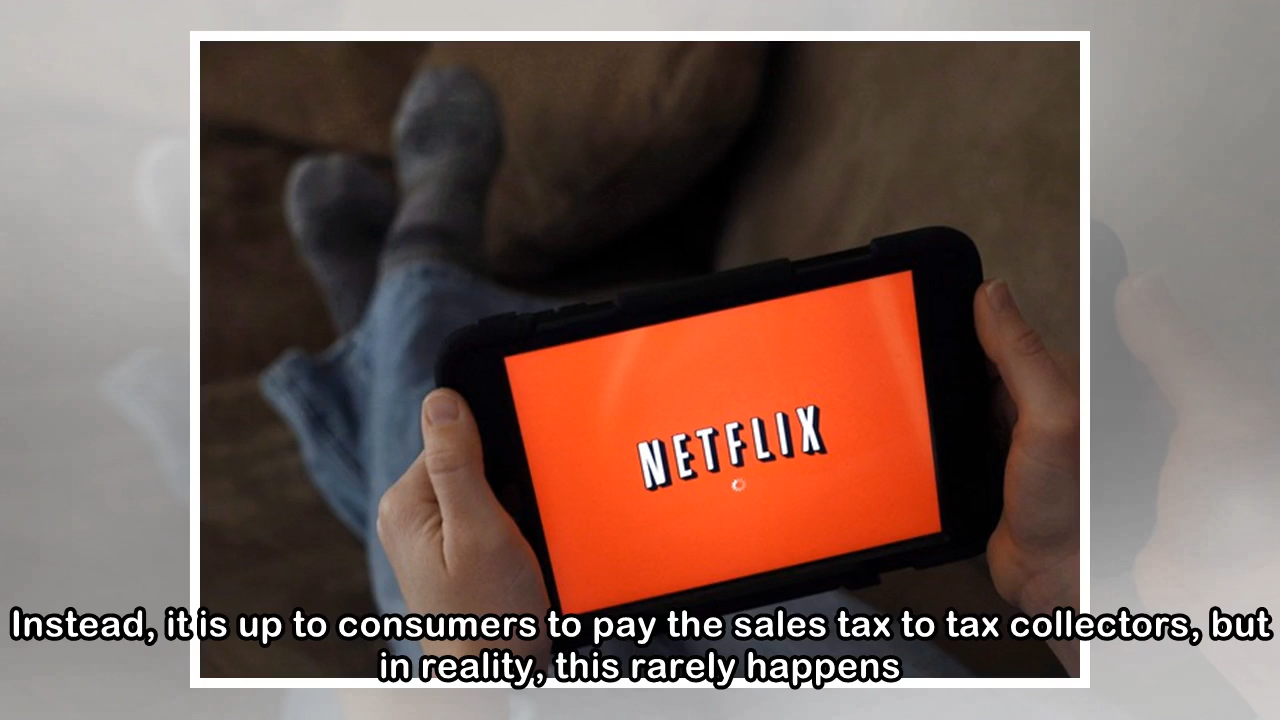 NETFLIX
Instead, it is up to consumers to pay the sales tax to tax collectors, but
in reality, this rarely happens